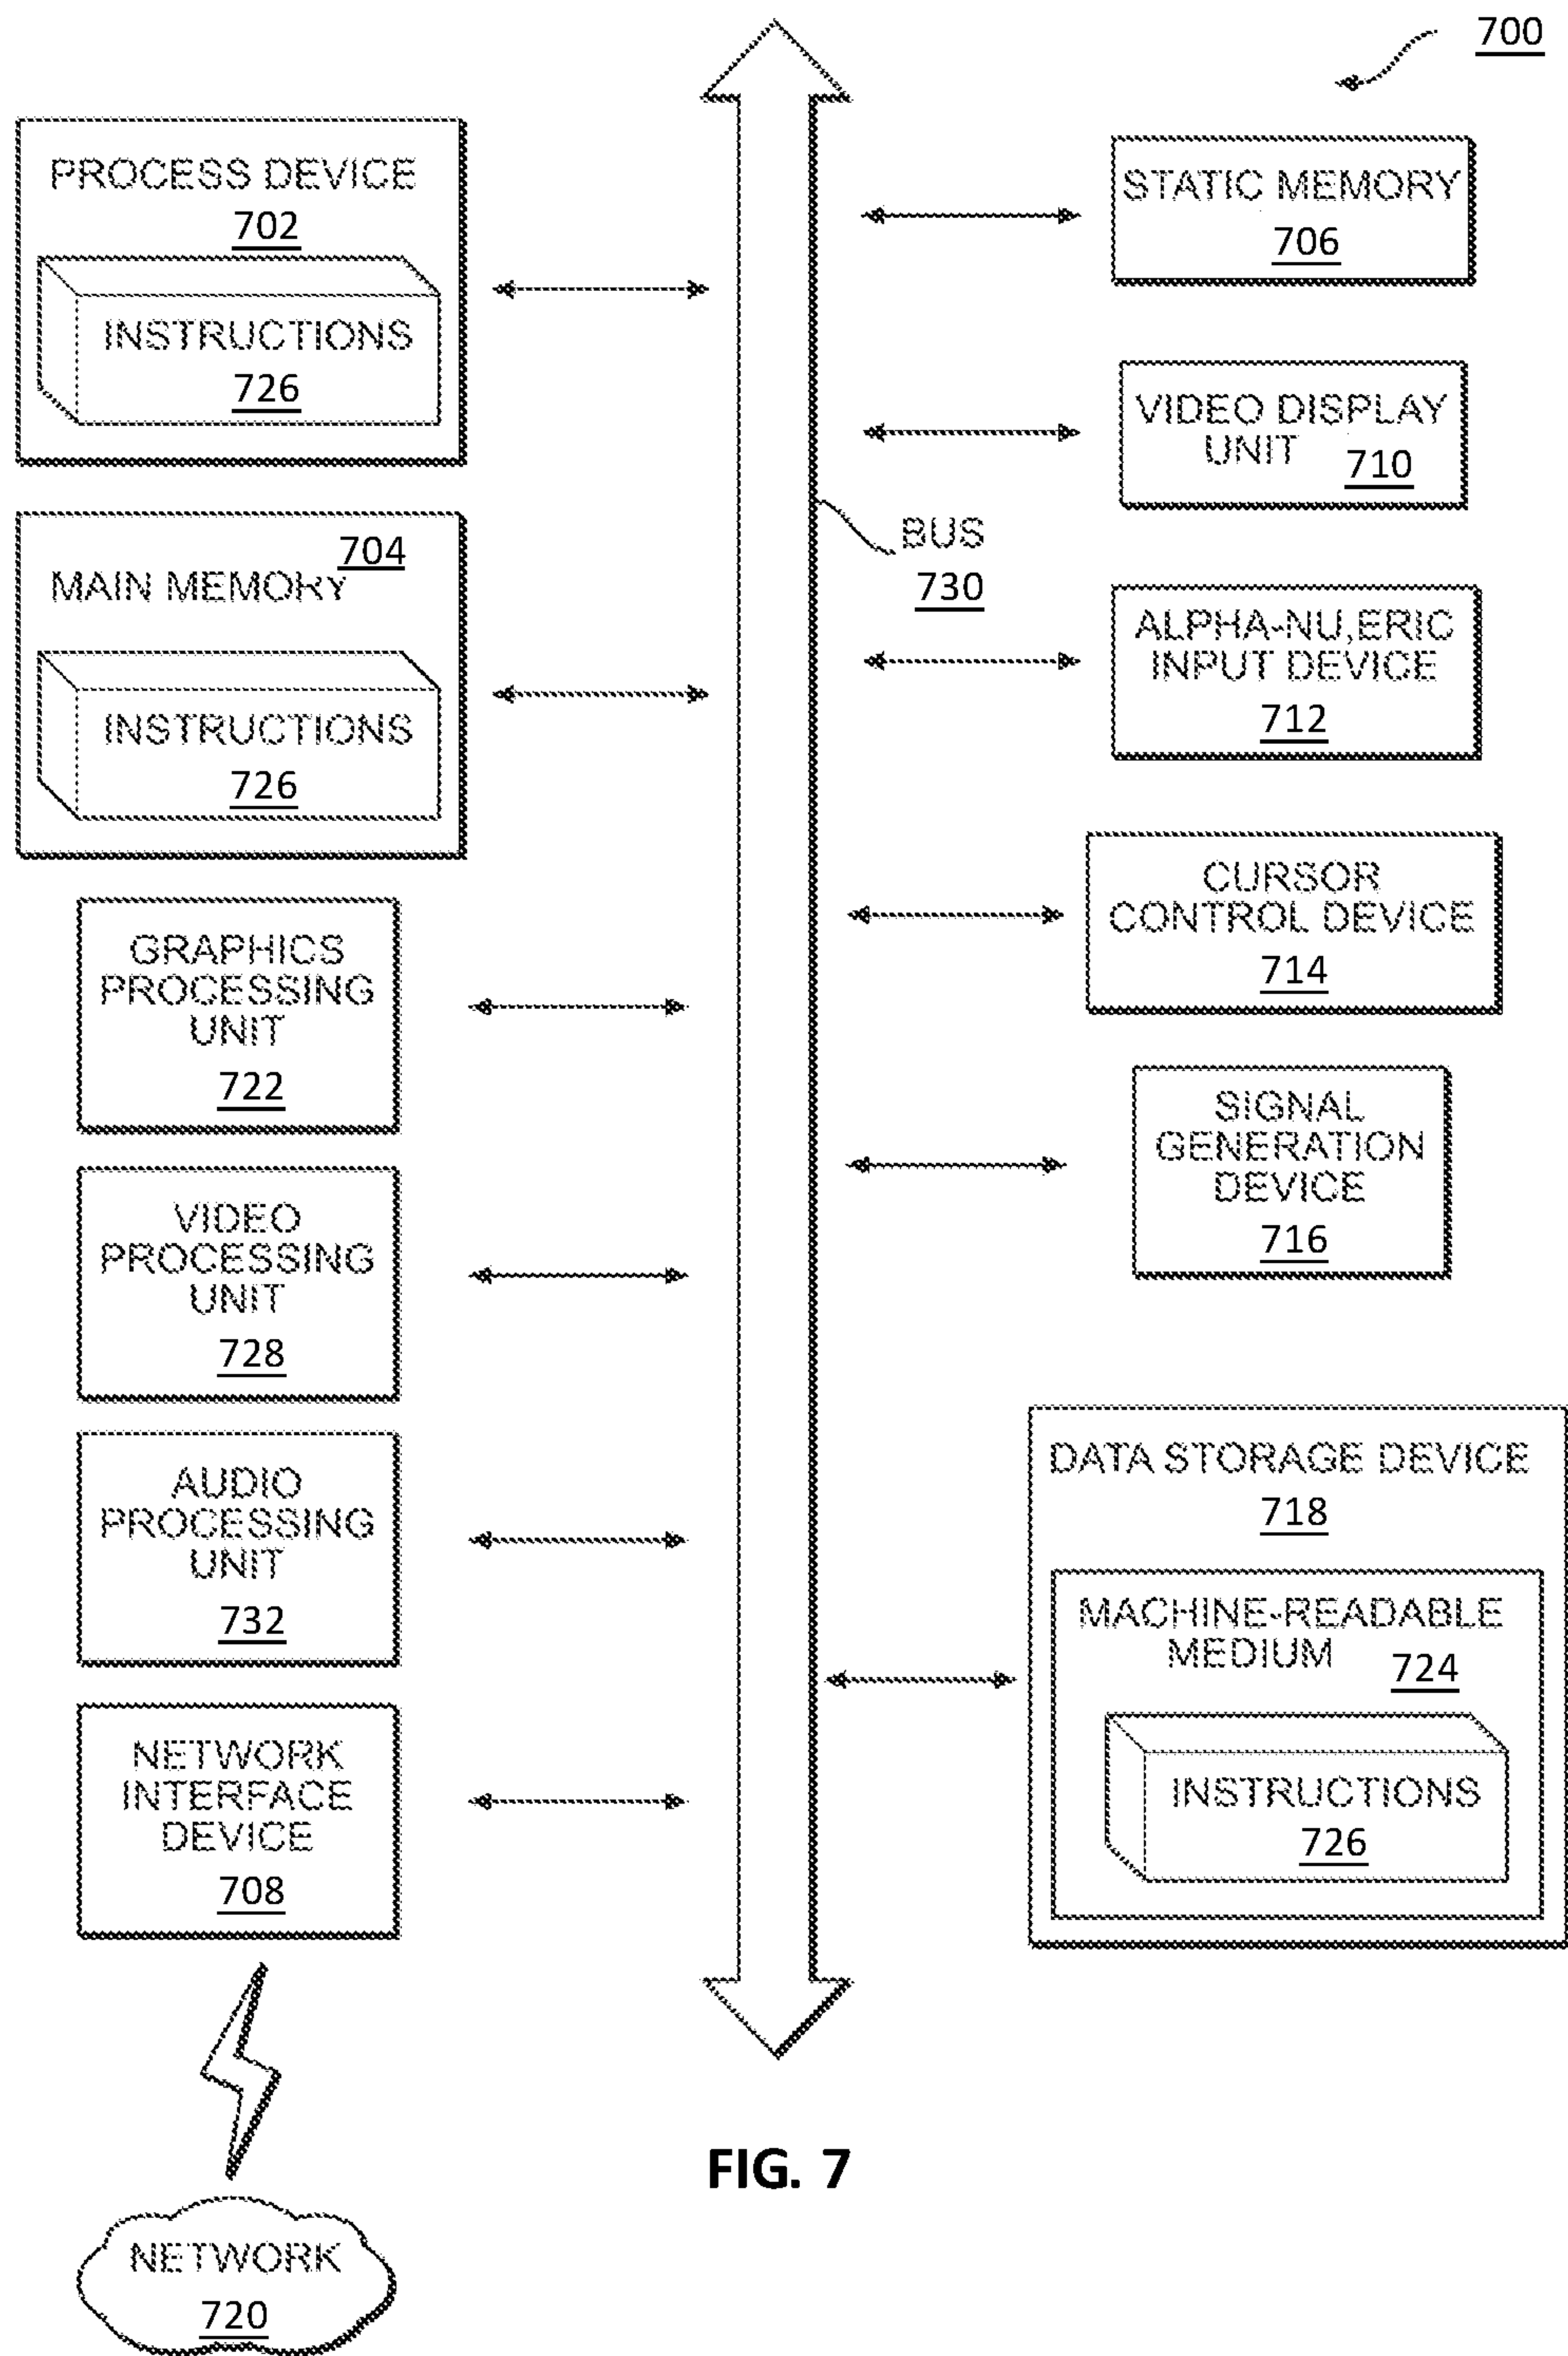 700
PROCESS DEVICE
702
INSTRUCTIONS
726
MAIN MEMORY
704
INSTRUCTIONS
726
GRAPHICS
PROCESSING
UNIT
722
VIDEO
PROCESSING
UNIT
728
AUDIO
PROCESSING
UNIT
732
NETWORK
INTERFACE
DEVICE
708
NETWORK
720
BUS
730
STATIC MEMORY
706
VIDEO DISPLAY
UNIT 710
ALPHA-NU,ERIC
INPUT DEVICE
712
CURSOR
CONTROL DEVICE
714
SIGNAL
GENERATION
DEVICE
716
DATA STORAGE DEVICE
718
MACHINE-READABLE
MEDIUM 724
INSTRUCTIONS
726
FIG. 7